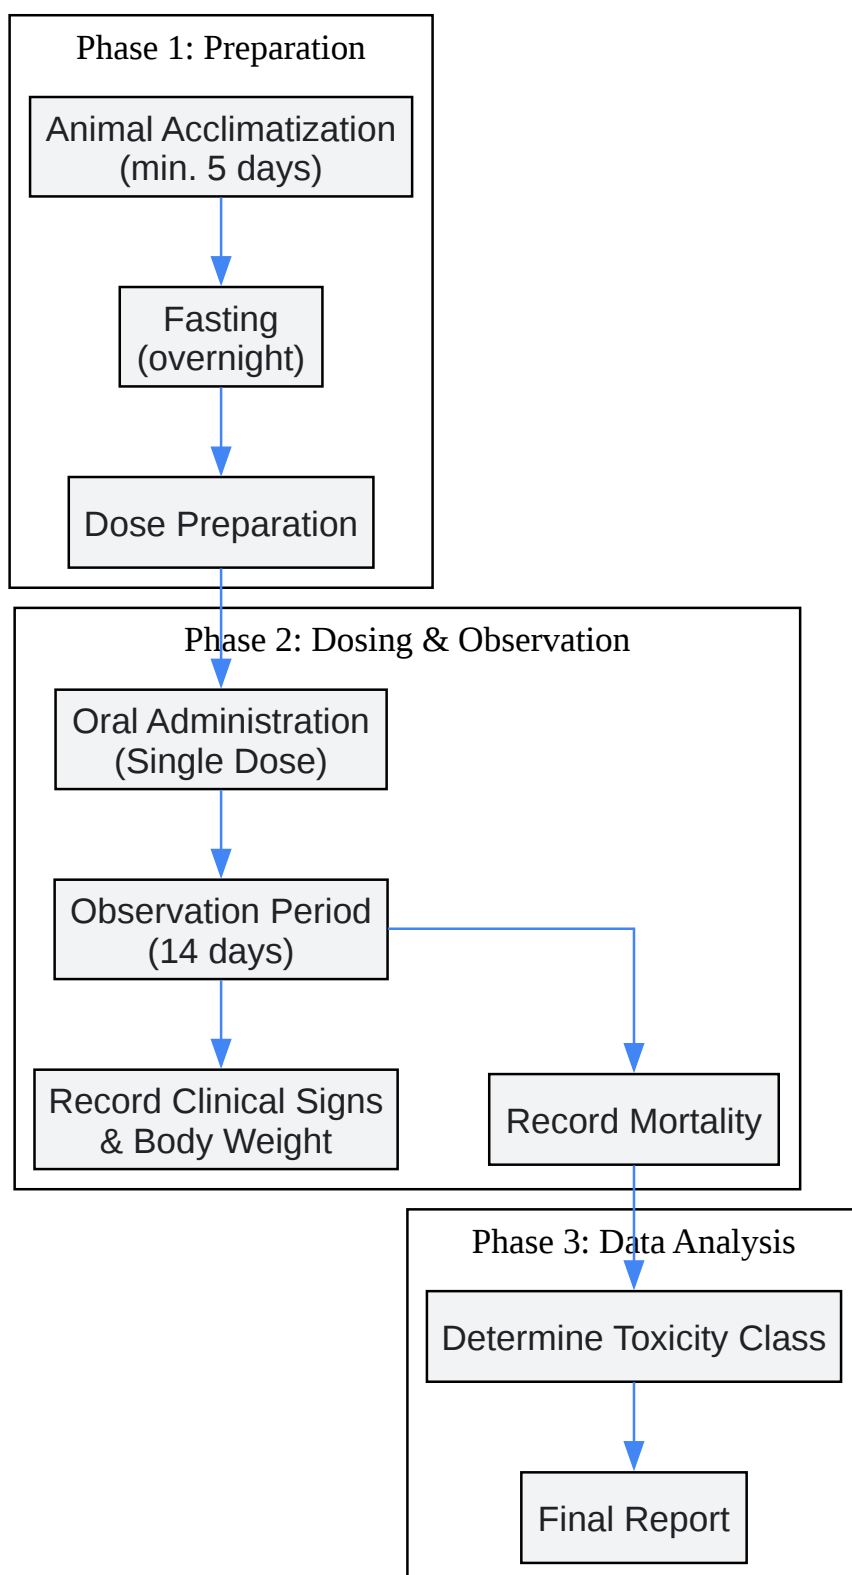 Phase 1: Preparation
Animal Acclimatization
(min. 5 days)
Fasting
(overnight)
Dose Preparation
Phase 2: Dosing & Observation
Oral Administration
(Single Dose)
Observation Period
(14 days)
Record Clinical Signs
& Body Weight
Record Mortality
Phase 3: Data Analysis
Determine Toxicity Class
Final Report